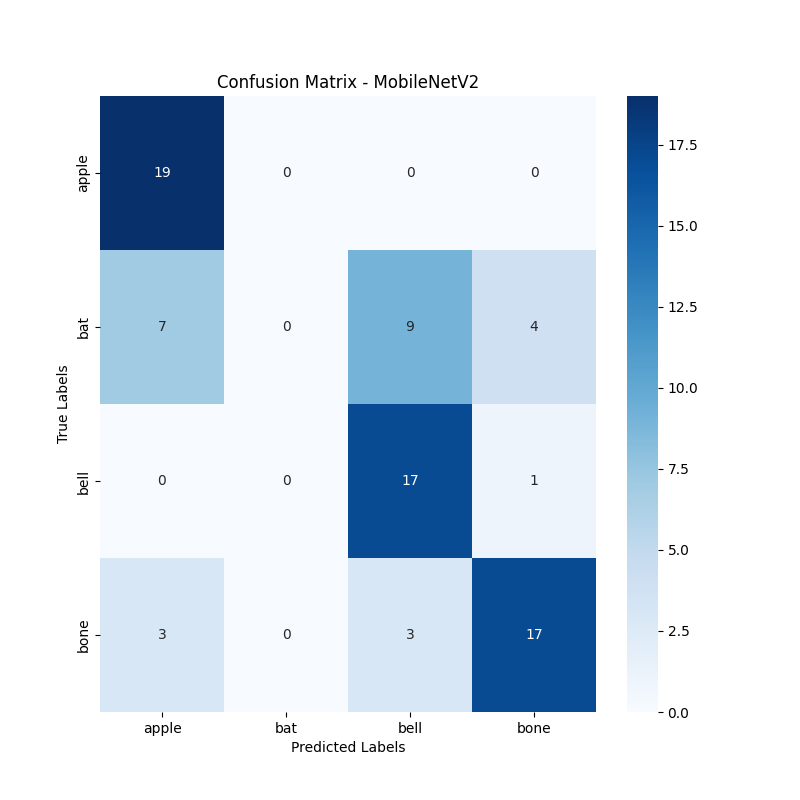 Confusion Matrix - MobileNetV2
True Labels
apple
19 0 0 0
bat
7 0 9 4
bell
0 0 17 1
bone
3 0 3 17
apple bat bell bone
Predicted Labels
17.5
15.0
12.5
10.0
7.5
5.0
2.5
0.0